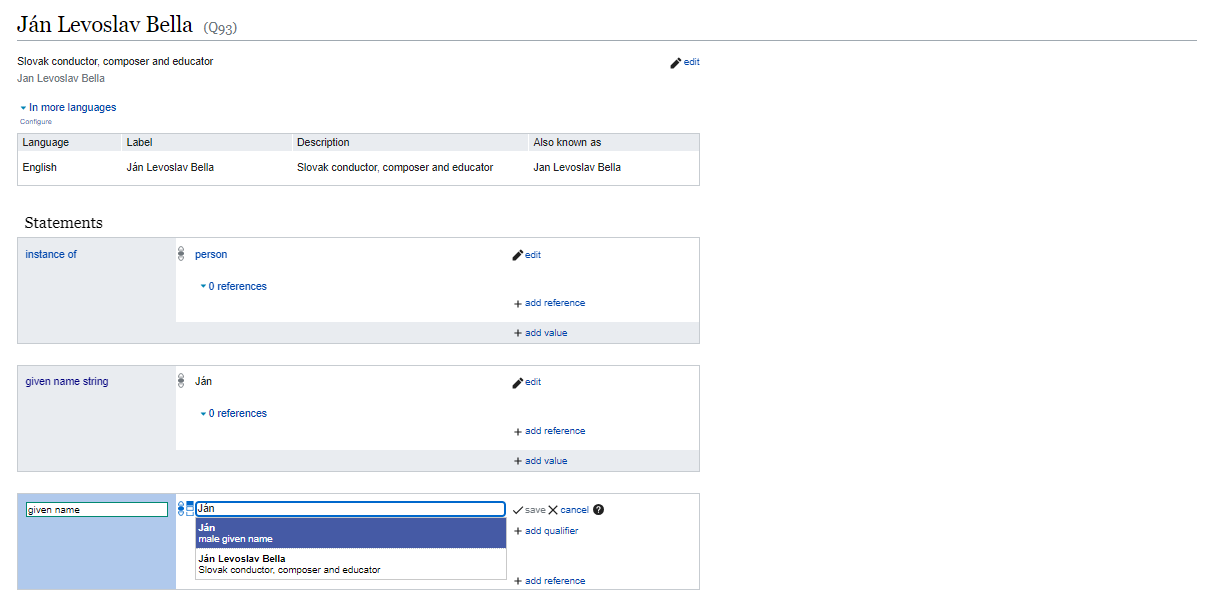 Ján Levoslav Bella (Q93)
Slovak conductor, composer and educator
edit
Jan Levoslav Bella
In more languages
Configure
Language Label Description Also known as
English Ján Levoslav Bella Slovak conductor, composer and educator Jan Levoslav Bella
Statements
instance of person edit
0 references
+ add reference
+ add value
given name string Ján edit
0 references
+ add reference
+ add value
given name Ján save cancel ?
Ján
male given name
+ add qualifier
Ján Levoslav Bella
Slovak conductor, composer and educator
+ add reference